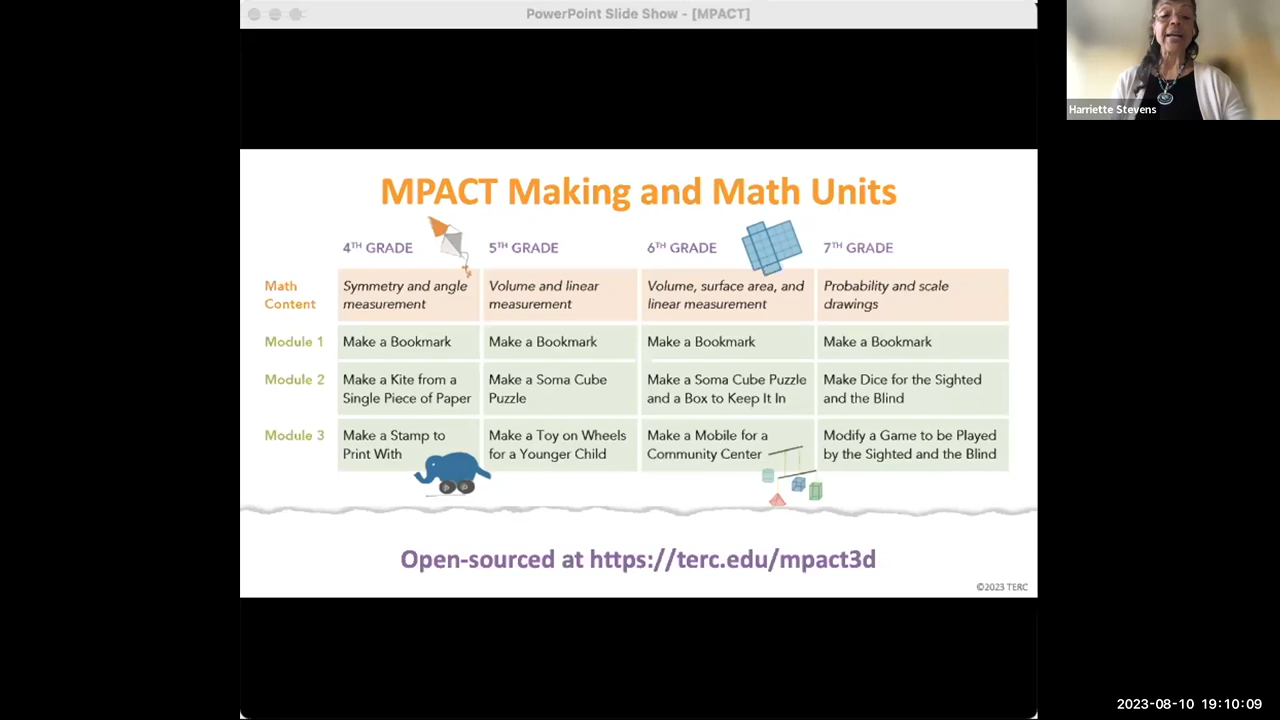 PowerPoint Slide Show - [MPACT]
Harriette Stevens
MPACT Making and Math Units
4TH GRADE 5TH GRADE 6TH GRADE 7TH GRADE
Math Content
Symmetry and angle measurement
Volume and linear measurement
Volume, surface area, and linear measurement
Probability and scale drawings
Module 1
Make a Bookmark
Make a Bookmark
Make a Bookmark
Make a Bookmark
Module 2
Make a Kite from a Single Piece of Paper
Make a Soma Cube Puzzle
Make a Soma Cube Puzzle and a Box to Keep It In
Make Dice for the Sighted and the Blind
Module 3
Make a Stamp to Print With
Make a Toy on Wheels for a Younger Child
Make a Mobile for a Community Center
Modify a Game to be Played by the Sighted and the Blind
Open-sourced at https://terc.edu/mpact3d
©2023 TERC
2023-08-10 19:10:09